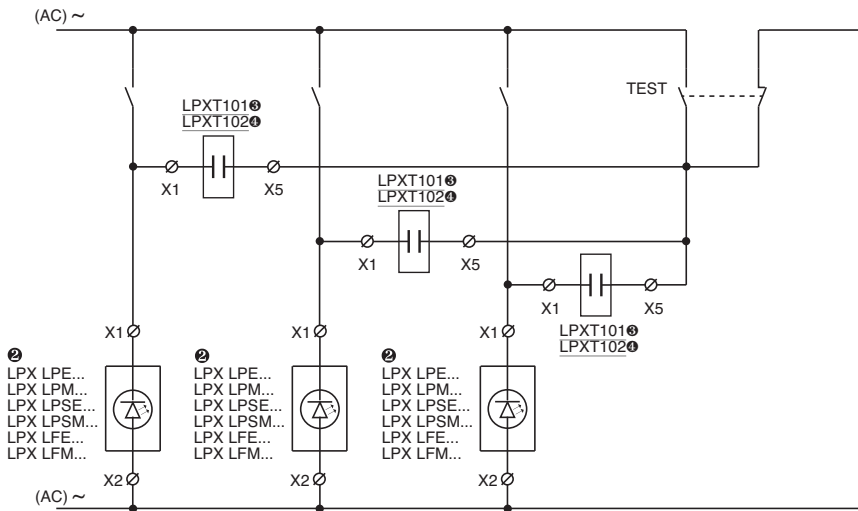 (AC) ~
TEST
LPXT101❸
LPXT102❹
X1
X5
LPXT101❸
LPXT102❹
X1
X5
X1
X5
LPXT101❸
LPXT102❹
X1
X1
X1
❷
LPX LPE...
LPX LPM...
LPX LPSE...
LPX LPSM...
LPX LFE...
LPX LFM...
❷
LPX LPE...
LPX LPM...
LPX LPSE...
LPX LPSM...
LPX LFE...
LPX LFM...
❷
LPX LPE...
LPX LPM...
LPX LPSE...
LPX LPSM...
LPX LFE...
LPX LFM...
X2
X2
X2
(AC) ~